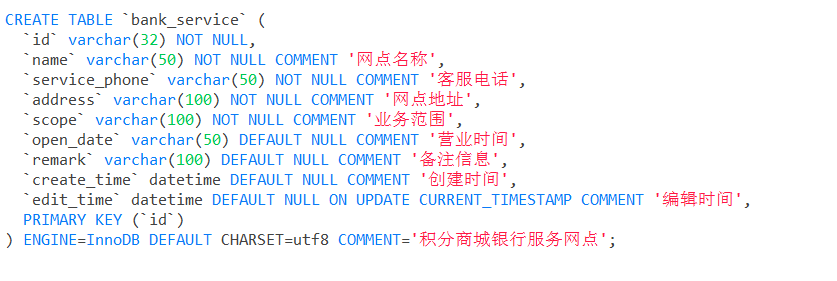 CREATE TABLE `bank_service` (
  `id` varchar(32) NOT NULL,
  `name` varchar(50) NOT NULL COMMENT '网点名称',
  `service_phone` varchar(50) NOT NULL COMMENT '客服电话',
  `address` varchar(100) NOT NULL COMMENT '网点地址',
  `scope` varchar(100) NOT NULL COMMENT '业务范围',
  `open_date` varchar(50) DEFAULT NULL COMMENT '营业时间',
  `remark` varchar(100) DEFAULT NULL COMMENT '备注信息',
  `create_time` datetime DEFAULT NULL COMMENT '创建时间',
  `edit_time` datetime DEFAULT NULL ON UPDATE CURRENT_TIMESTAMP COMMENT '编辑时间',
  PRIMARY KEY (`id`)
) ENGINE=InnoDB DEFAULT CHARSET=utf8 COMMENT='积分商城银行服务网点';